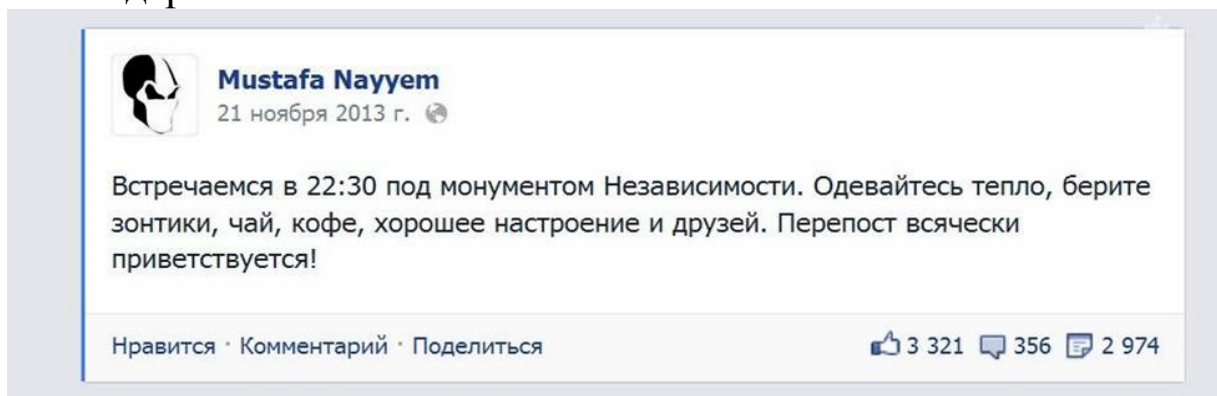 Mustafa Nayyem
21 ноября 2013 г.
Встречаемся в 22:30 под монументом Независимости. Одевайтесь тепло, берите
зонтики, чай, кофе, хорошее настроение и друзей. Перепост всячески
приветствуется!
Нравится · Комментарий · Поделиться 3 321 356 2 974